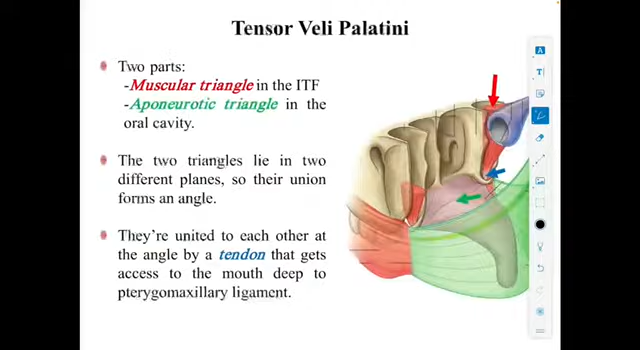 Tensor Veli Palatini
Two parts:
-Muscular triangle in the ITF
-Aponeurotic triangle in the
oral cavity.
The two triangles lie in two
different planes, so their union
forms an angle.
They're united to each other at
the angle by a tendon that gets
access to the mouth deep to
pterygomaxillary ligament.